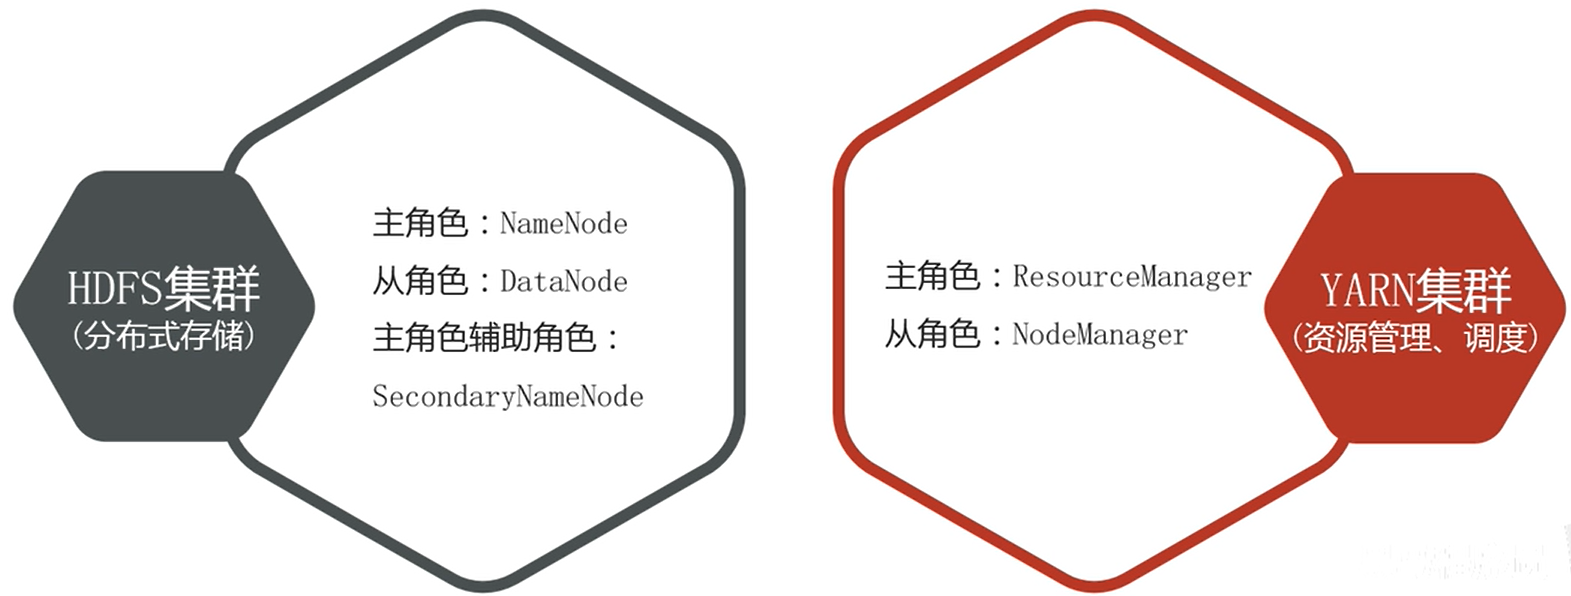 HDFS集群
(分布式存储)
主角色：NameNode
从角色：DataNode
主角色辅助角色：
SecondaryNameNode
主角色：ResourceManager
从角色：NodeManager
YARN集群
(资源管理、调度)